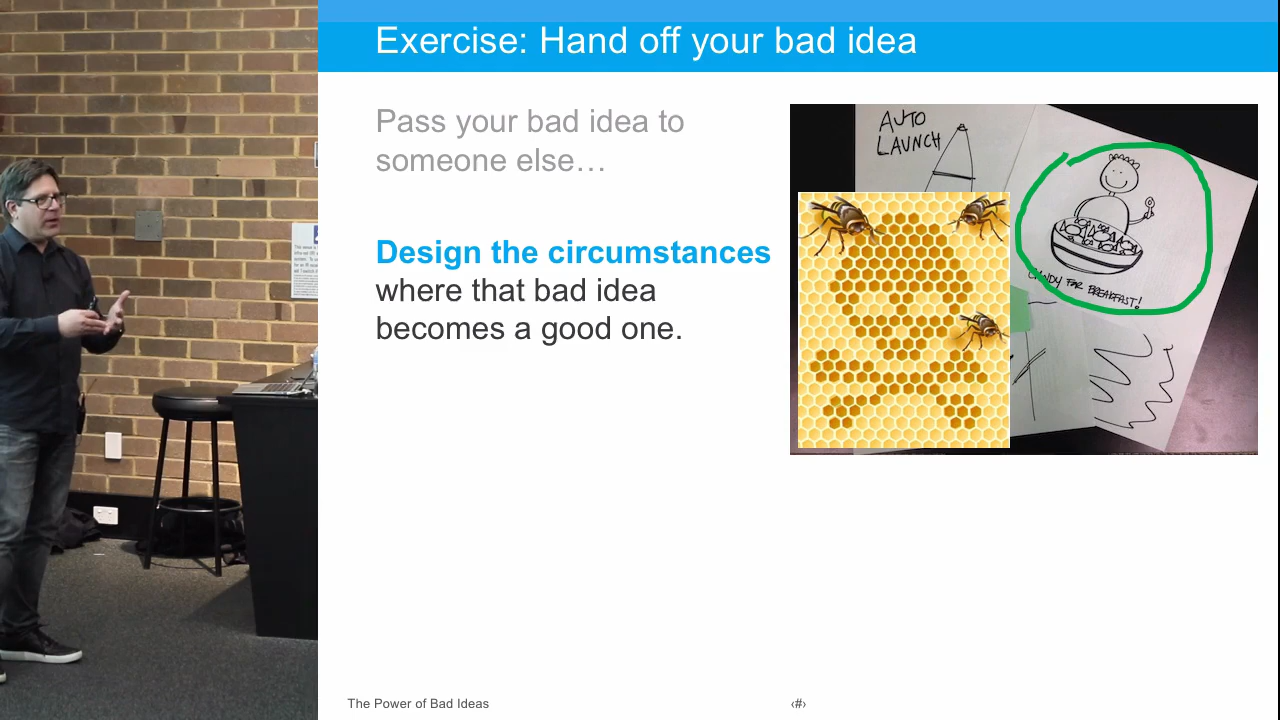 Exercise: Hand off your bad idea
Pass your bad idea to
someone else…
Design the circumstances
where that bad idea
becomes a good one.
AUTO
LAUNCH
CANDY FOR BREAKFAST!
The Power of Bad Ideas
‹#›